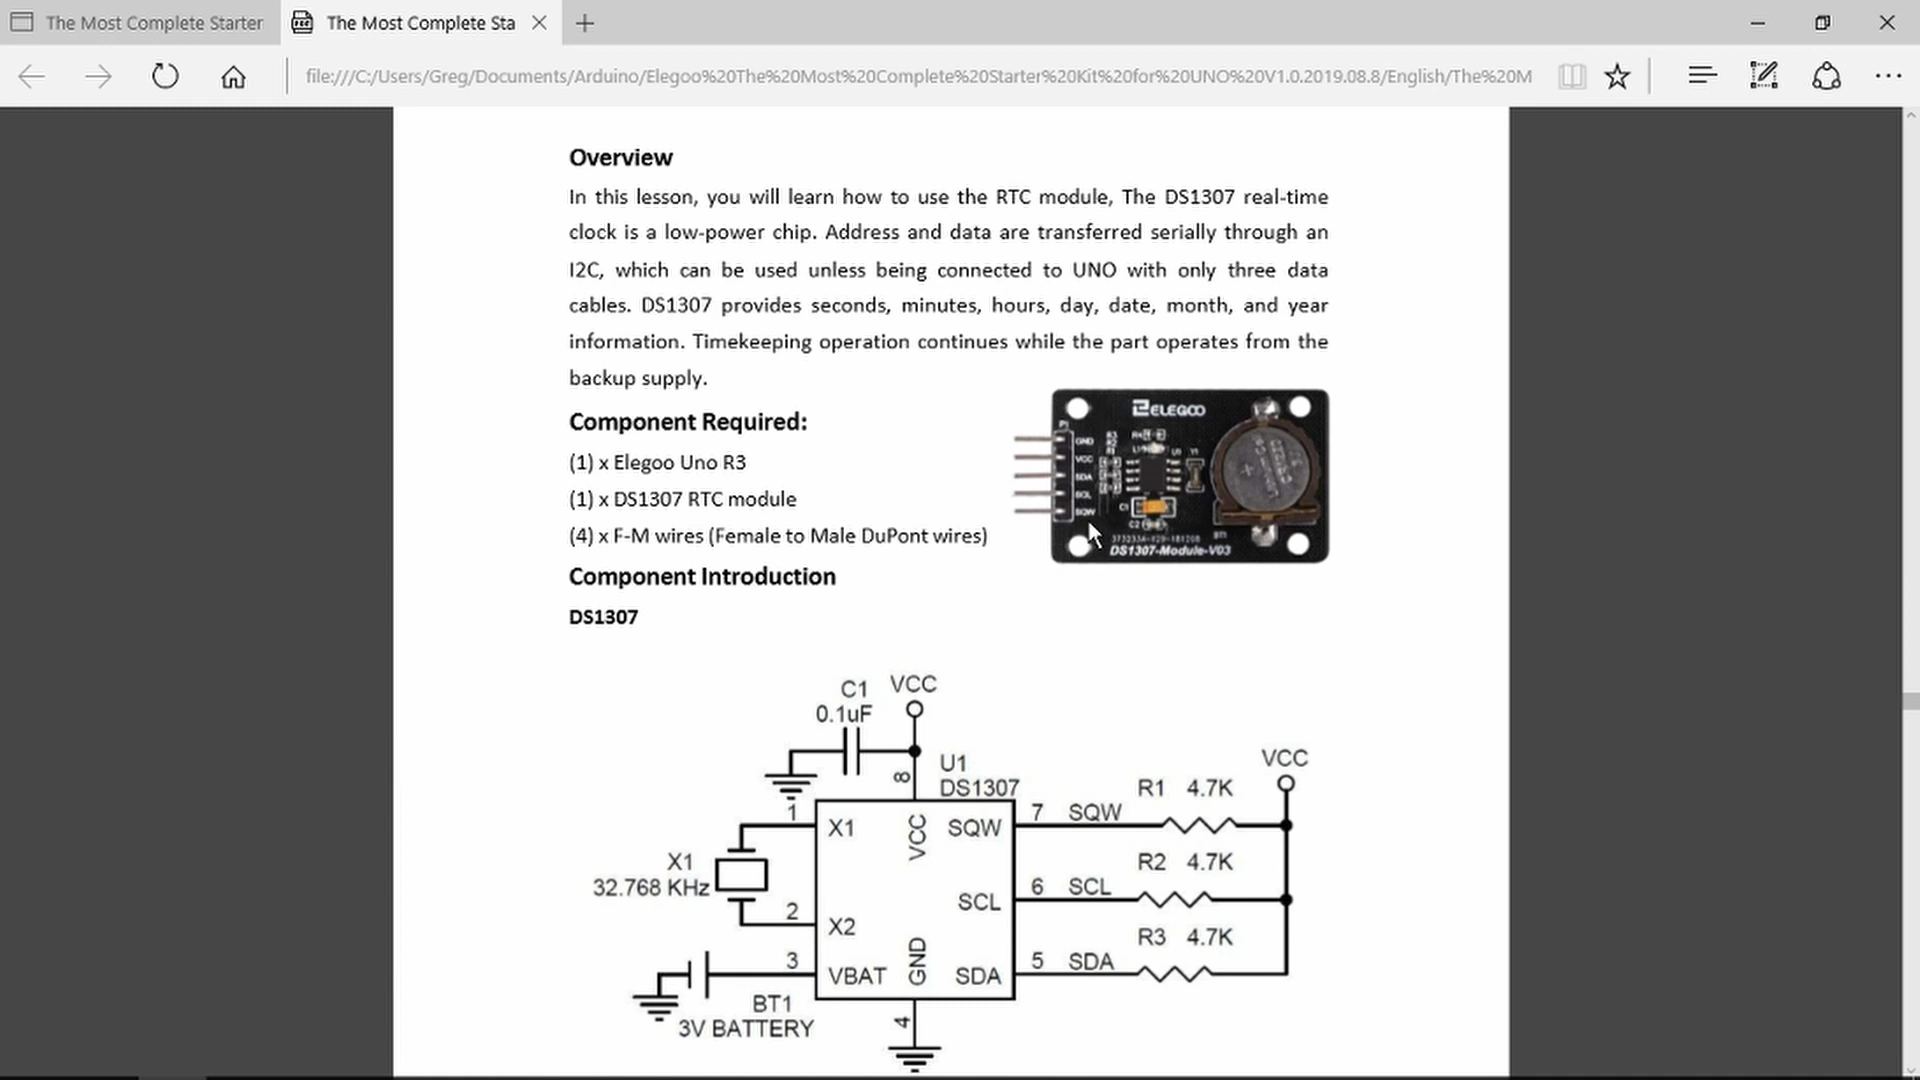 The Most Complete Starter
The Most Complete Sta
file:///C:/Users/Greg/Documents/Arduino/Elegoo%20The%20Most%20Complete%20Starter%20Kit%20for%20UNO%20V1.0.2019.08.8/English/The%20M
Overview
In this lesson, you will learn how to use the RTC module, The DS1307 real-time
clock is a low-power chip. Address and data are transferred serially through an
I2C, which can be used unless being connected to UNO with only three data
cables. DS1307 provides seconds, minutes, hours, day, date, month, and year
information. Timekeeping operation continues while the part operates from the
backup supply.
Component Required:
(1) x Elegoo Uno R3
(1) x DS1307 RTC module
(4) x F-M wires (Female to Male DuPont wires)
ELEGOO
GND
VCC
SDA
SCL
SQW
C1
C2
DS1307-Module-V03
Component Introduction
DS1307
C1
0.1uF
VCC
8
U1
DS1307
VCC
X1
32.768 KHz
1
2
3
X1
X2
VBAT
VCC
GND
SQW
SCL
SDA
7 SQW
R1 4.7K
6 SCL
R2 4.7K
5 SDA
R3 4.7K
BT1
3V BATTERY
4